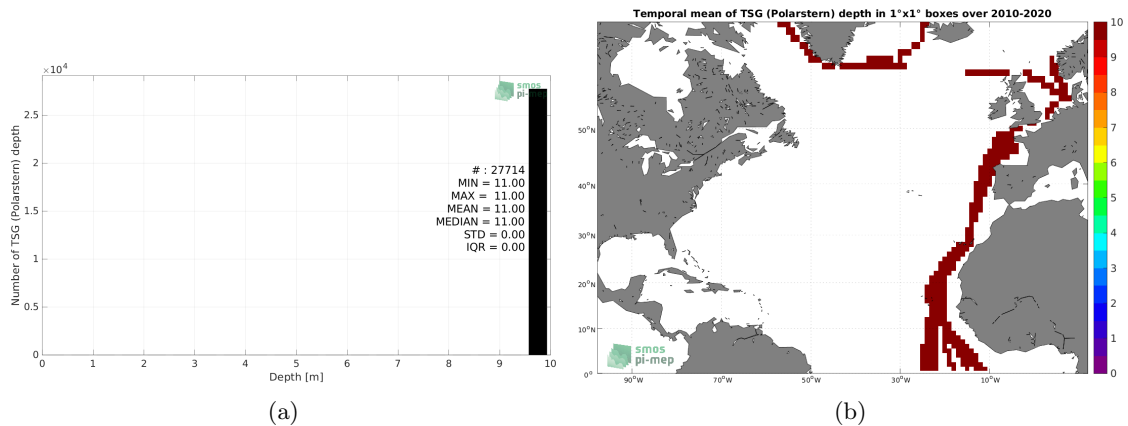 ×10⁴
2.5
2
1.5
1
0.5
0
Number of TSG (Polarstern) depth
smos
pi-mep
# : 27714
MIN = 11.00
MAX = 11.00
MEAN = 11.00
MEDIAN = 11.00
STD = 0.00
IQR = 0.00
0 1 2 3 4 5 6 7 8 9 10
Depth [m]
(a)
Temporal mean of TSG (Polarstern) depth in 1°x1° boxes over 2010-2020
50°N
40°N
30°N
20°N
10°N
0°
90°W 70°W 50°W 30°W 10°W
smos
pi-mep
10
9
8
7
6
5
4
3
2
1
0
(b)